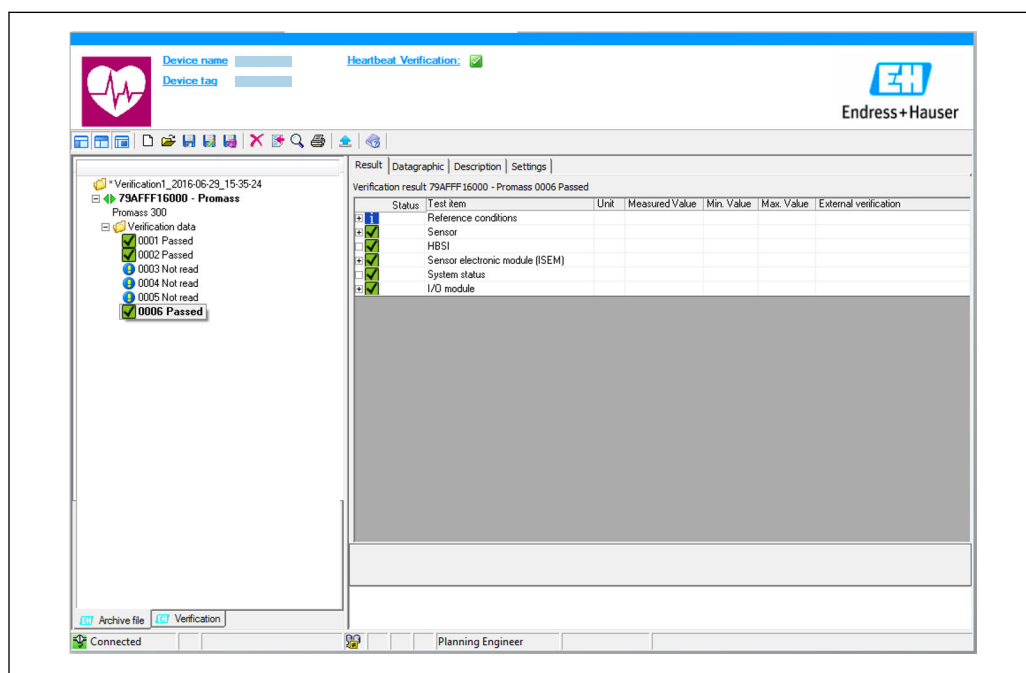 Device name
Heartbeat Verification:
Device tag
EH
Endress+Hauser
Result Datagraphic Description Settings
* Verification1_2016-06-29_15-35-24
79AFFF16000 - Promass
Promass 300
Verification data
0001 Passed
0002 Passed
0003 Not read
0004 Not read
0005 Not read
0006 Passed
Verification result 79AFFF16000 - Promass 0006 Passed
Status Test item Unit Measured Value Min. Value Max. Value External verification
Reference conditions
Sensor
HBSI
Sensor electronic module (ISEM)
System status
I/O module
Archive file Verification
Connected Planning Engineer